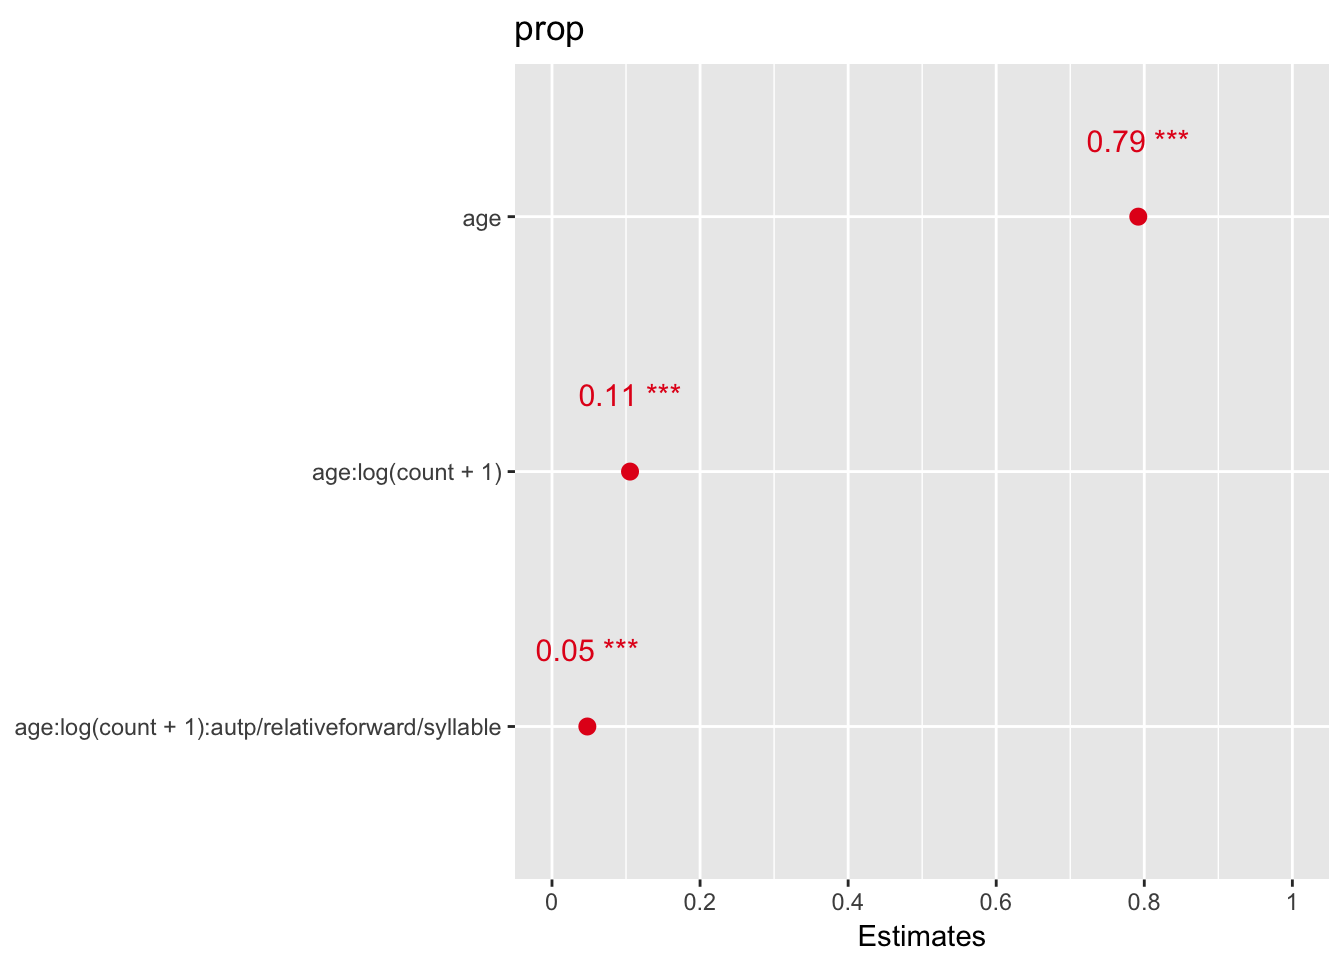 prop
0.79 ***
age
0.11 ***
age:log(count + 1)
0.05 ***
age:log(count + 1):autp/relativeforward/syllable
0 0.2 0.4 0.6 0.8 1
Estimates